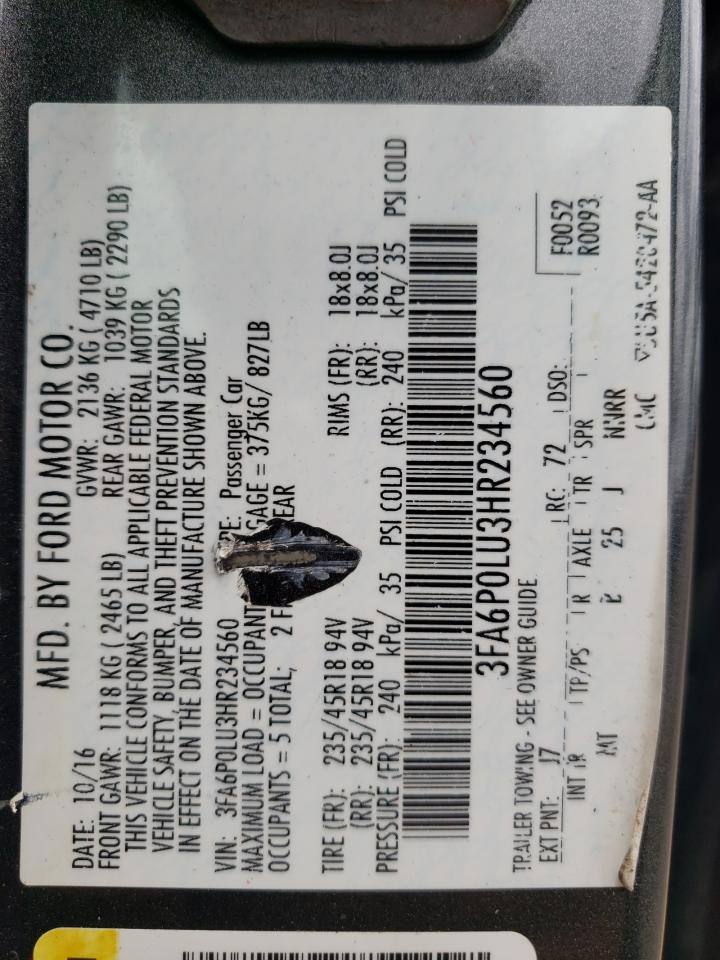 MFD. BY FORD MOTOR CO.
DATE: 10/16 GVWR: 2136 KG ( 4710 LB)
FRONT GAWR: 1118 KG ( 2465 LB) REAR GAWR: 1039 KG ( 2290 LB)
THIS VEHICLE CONFORMS TO ALL APPLICABLE FEDERAL MOTOR
VEHICLE SAFETY, BUMPER, AND THEFT PREVENTION STANDARDS
IN EFFECT ON THE DATE OF MANUFACTURE SHOWN ABOVE.
VIN: 3FA6P0LU3HR234560 PE: Passenger Car
MAXIMUM LOAD = OCCUPANT GAGE = 375KG/ 827LB
OCCUPANTS = 5 TOTAL; 2 F EAR
TIRE (FR): 235/45R18 94V RIMS (FR): 18x8.0J
(RR): 235/45R18 94V (RR): 18x8.0J
PRESSURE (FR): 240 kPa/ 35 PSI COLD (RR): 240 kPa/ 35 PSI COLD
3FA6P0LU3HR234560
TRAILER TOWING - SEE OWNER GUIDE
F0052
R0093
EXT PNT: J7 RC: 72 DSO:
INT TR TP/PS R AXLE TR SPR
MT 25 J